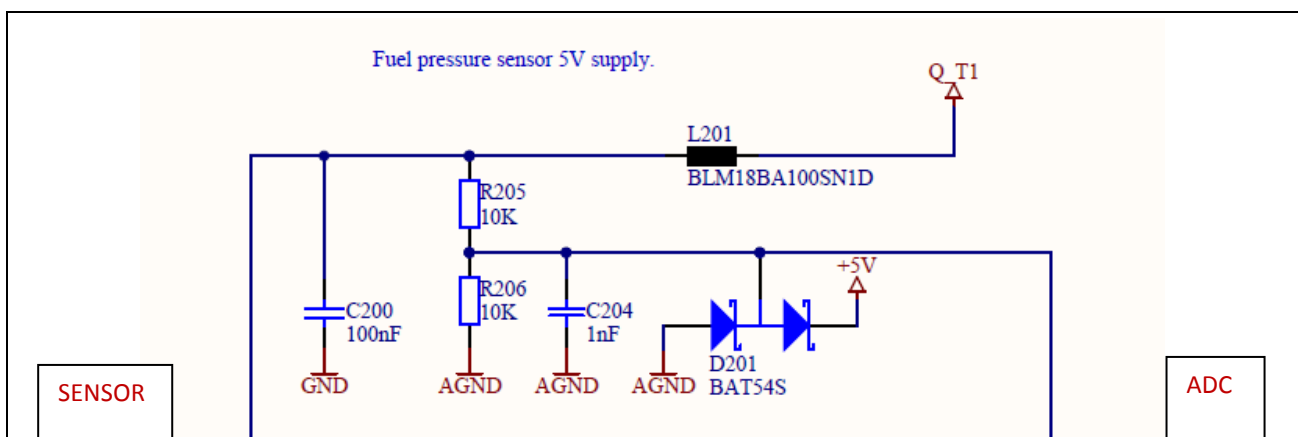 Fuel pressure sensor 5V supply.
Q_T1
L201
BLM18BA100SN1D
R205
10K
+5V
R206
10K
C200
100nF
C204
1nF
D201
BAT54S
GND
AGND
AGND
AGND
SENSOR
ADC